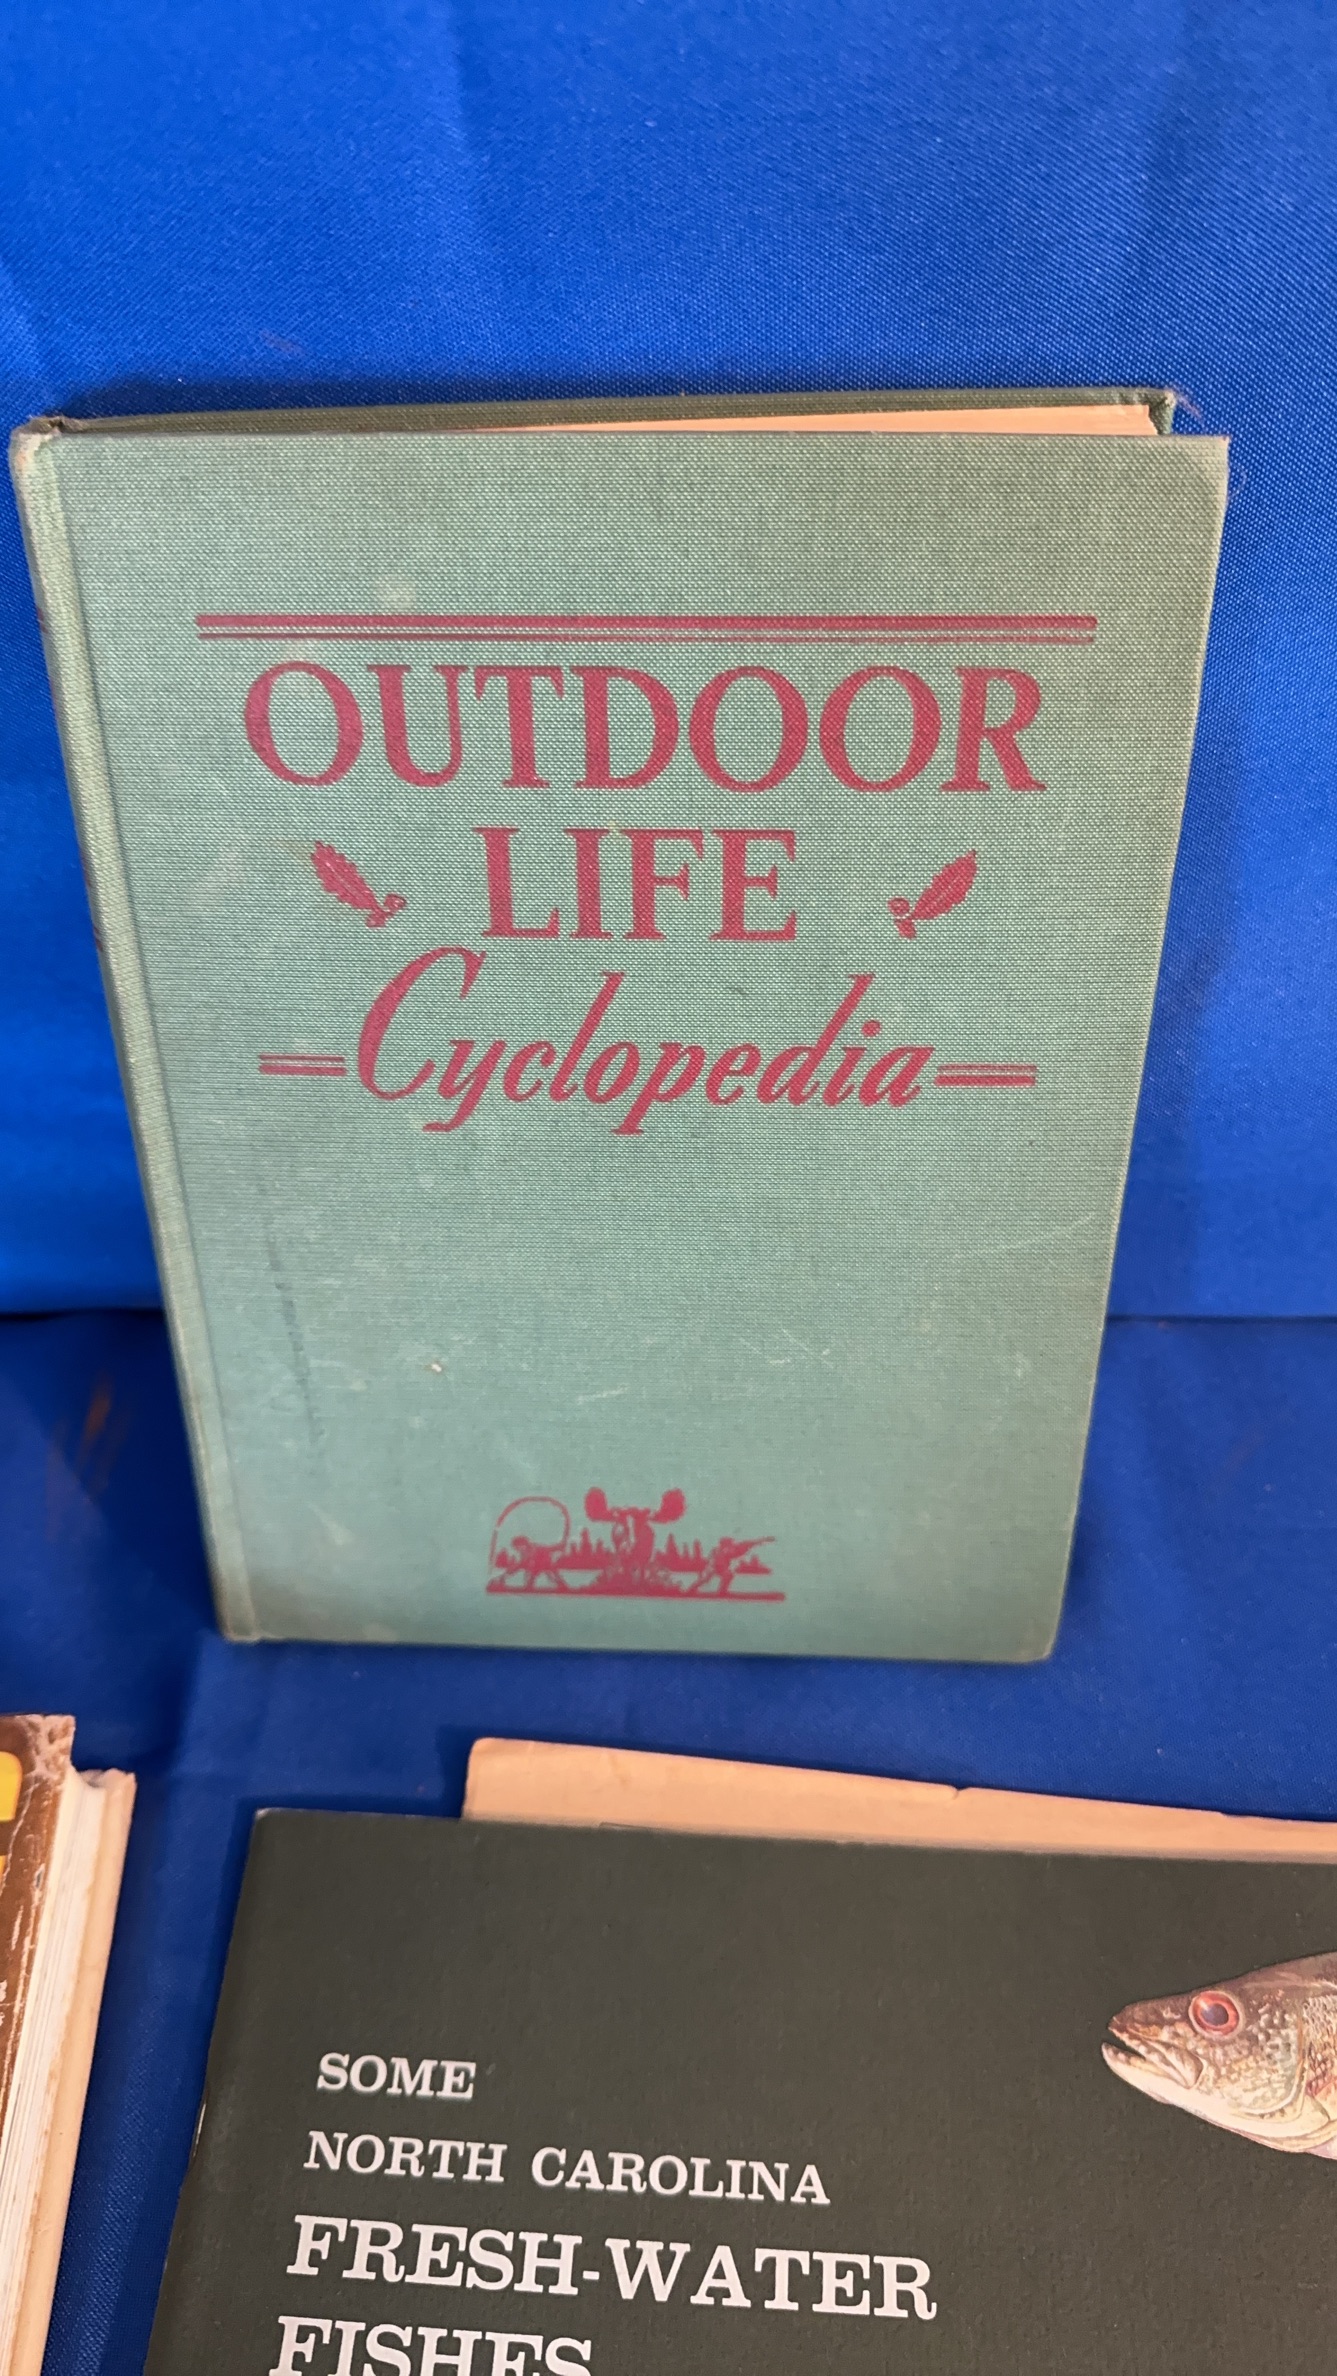 OUTDOOR
LIFE
Cyclopedia
SOME
NORTH CAROLINA
FRESH-WATER
FISHES